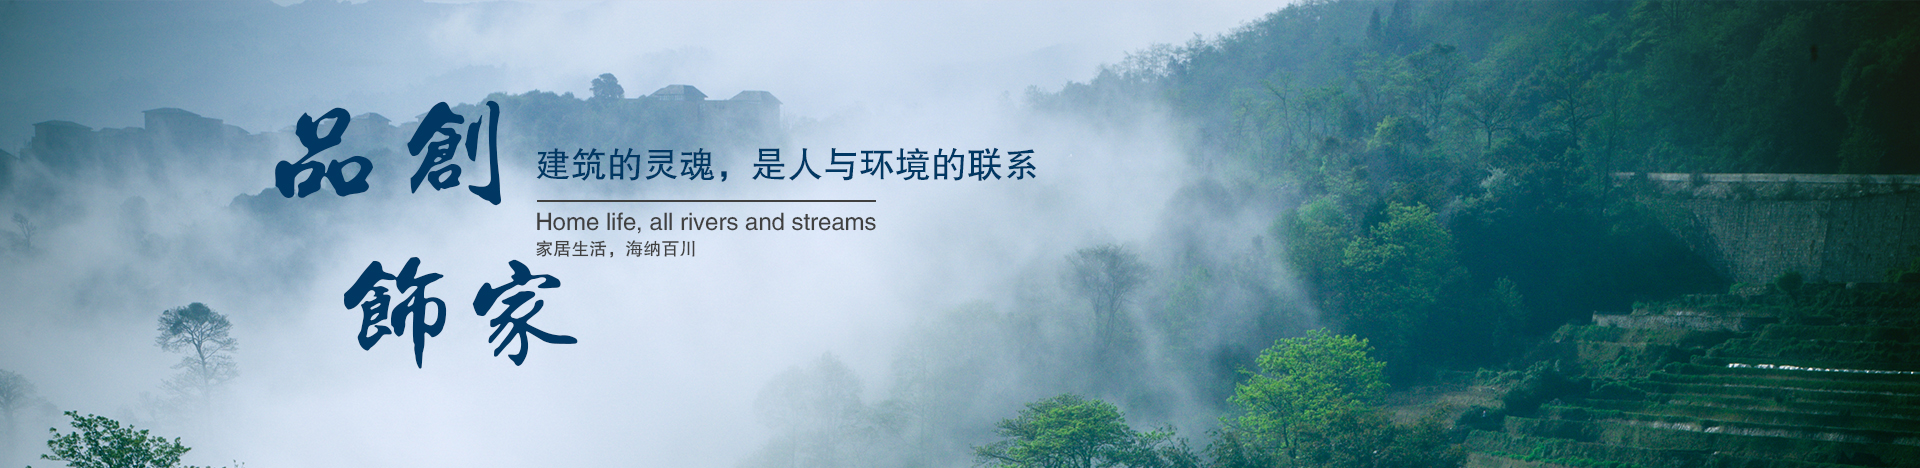 品創
建筑的灵魂，是人与环境的联系
Home life, all rivers and streams
家居生活，海纳百川
飾家